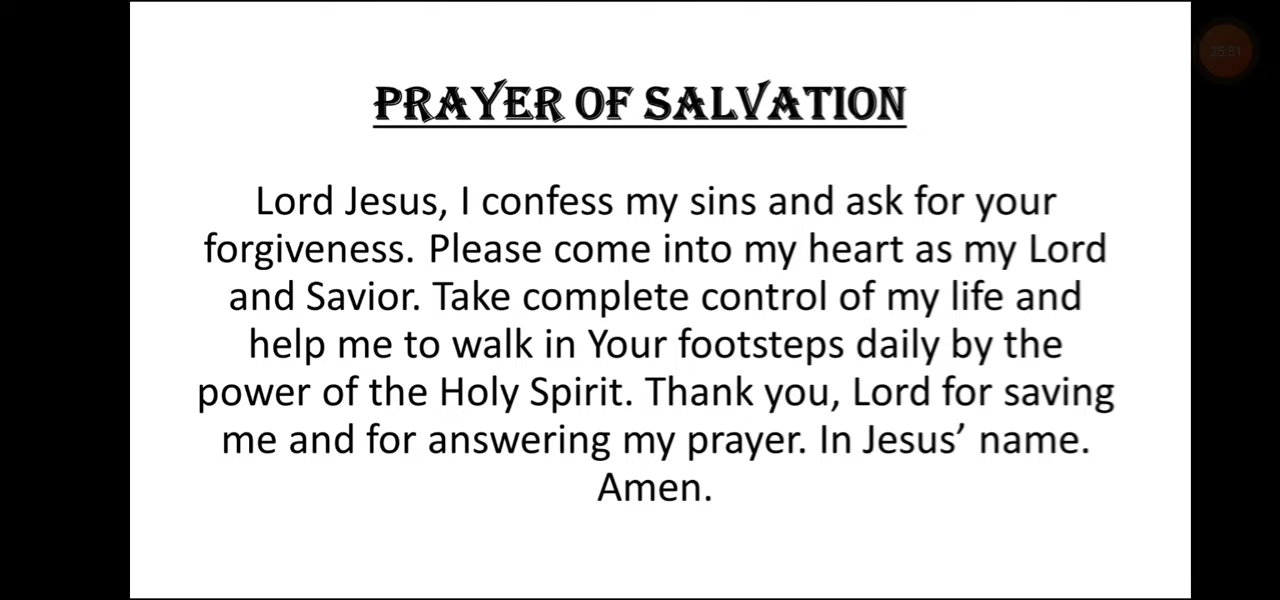 PRAYER OF SALVATION
Lord Jesus, I confess my sins and ask for your
forgiveness. Please come into my heart as my Lord
and Savior. Take complete control of my life and
help me to walk in Your footsteps daily by the
power of the Holy Spirit. Thank you, Lord for saving
me and for answering my prayer. In Jesus’ name.
Amen.
25:51